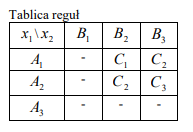 Tablica reguł
x₁\x₂ B₁ B₂ B₃
A₁ - C₁ C₂
A₂ - C₂ C₃
A₃ - - -